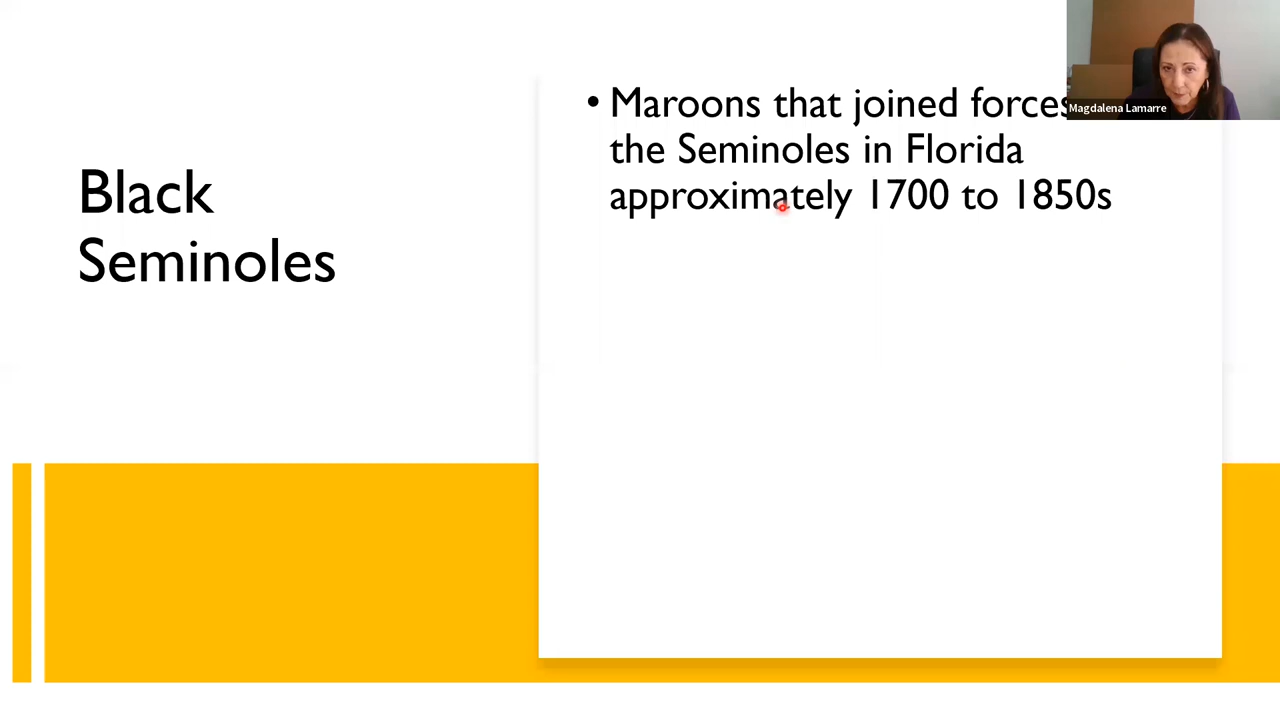 Magdalena Lamarre
Black
Seminoles
• Maroons that joined forces
the Seminoles in Florida
approximately 1700 to 1850s